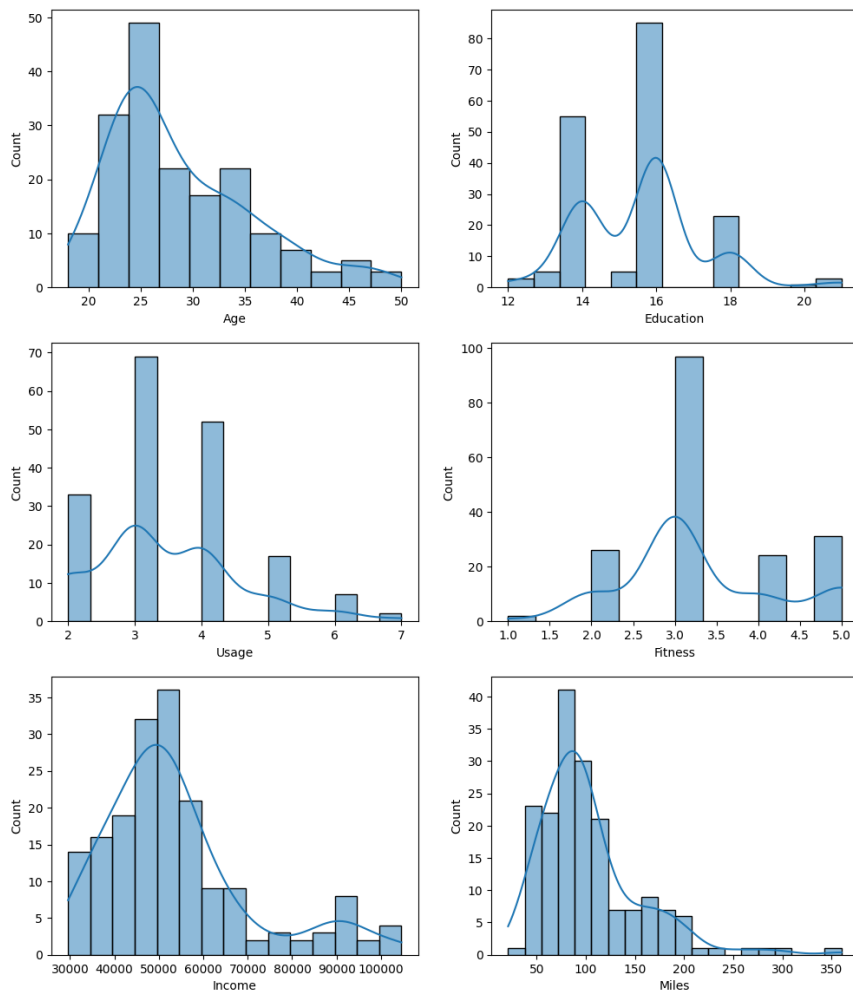 50
40
30
20
10
0
Count
20 25 30 35 40 45 50
Age
80
70
60
50
40
30
20
10
0
Count
12 14 16 18 20
Education
70
60
50
40
30
20
10
0
Count
2 3 4 5 6 7
Usage
100
80
60
40
20
0
Count
1.0 1.5 2.0 2.5 3.0 3.5 4.0 4.5 5.0
Fitness
35
30
25
20
15
10
5
0
Count
30000 40000 50000 60000 70000 80000 90000 100000
Income
40
35
30
25
20
15
10
5
0
Count
50 100 150 200 250 300 350
Miles